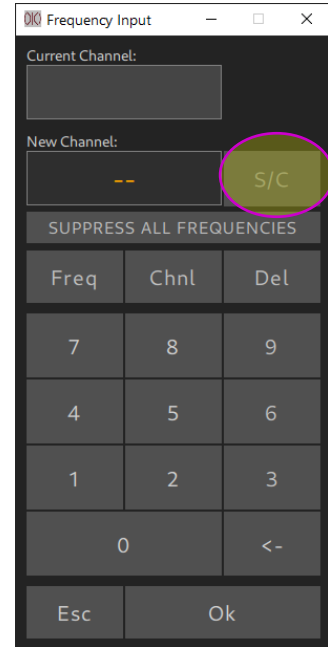 Frequency Input
Current Channel:
New Channel:
-- S/C
SUPPRESS ALL FREQUENCIES
Freq Chnl Del
7 8 9
4 5 6
1 2 3
0 <-
Esc Ok